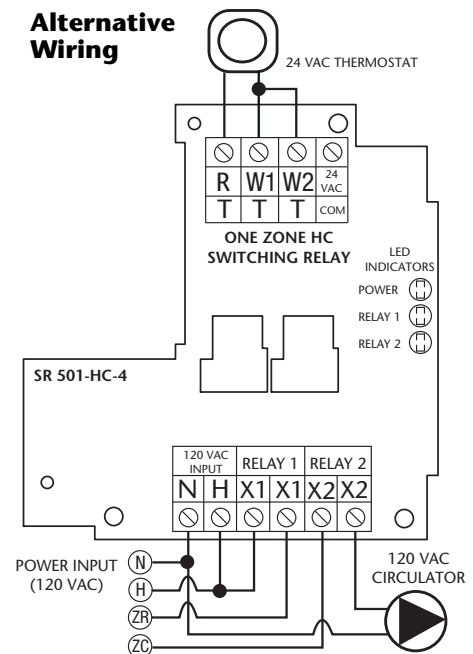 Alternative
Wiring
24 VAC THERMOSTAT
R W1 W2 24 VAC
T T T COM
ONE ZONE HC
SWITCHING RELAY
LED
INDICATORS
POWER
RELAY 1
RELAY 2
SR 501-HC-4
120 VAC
INPUT
RELAY 1
RELAY 2
N H X1 X1 X2 X2
POWER INPUT
(120 VAC)
N
H
ZR
ZC
120 VAC
CIRCULATOR